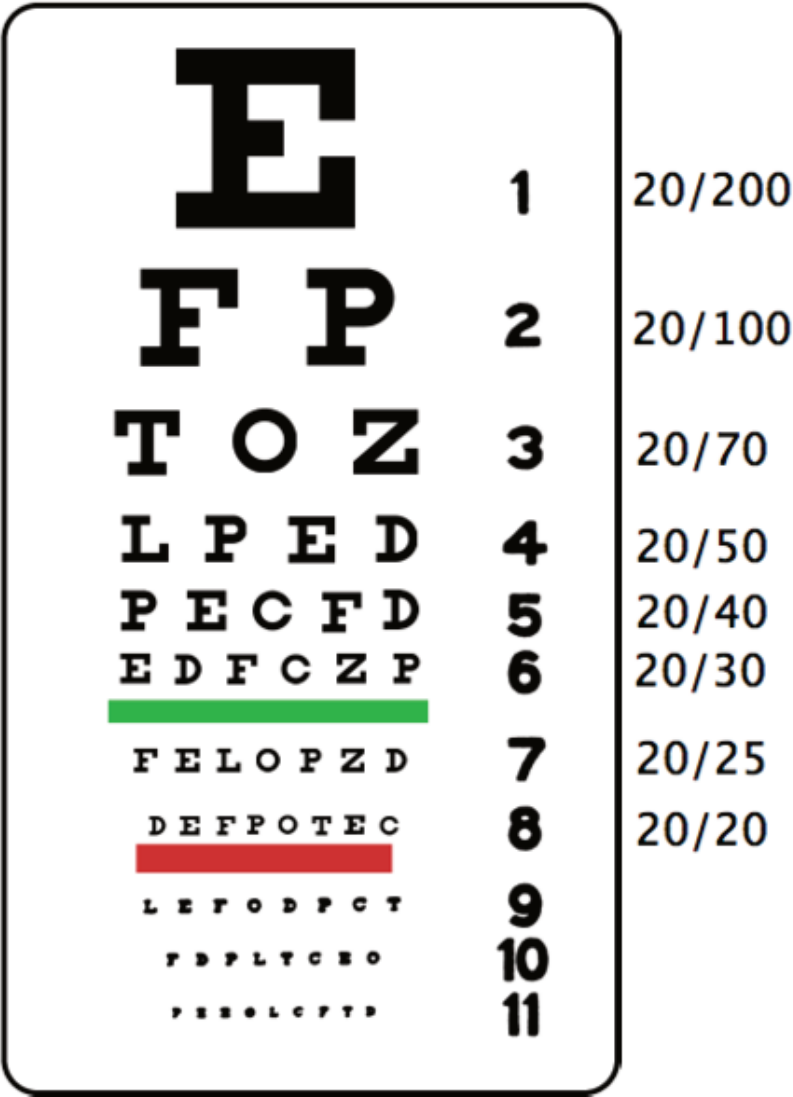 E 1 20/200
F P 2 20/100
T O Z 3 20/70
L P E D 4 20/50
P E C F D 5 20/40
E D F C Z P 6 20/30
F E L O P Z D 7 20/25
D E F P O T E C 8 20/20
L E F O D P C T 9
F D P L T C E O 10
11